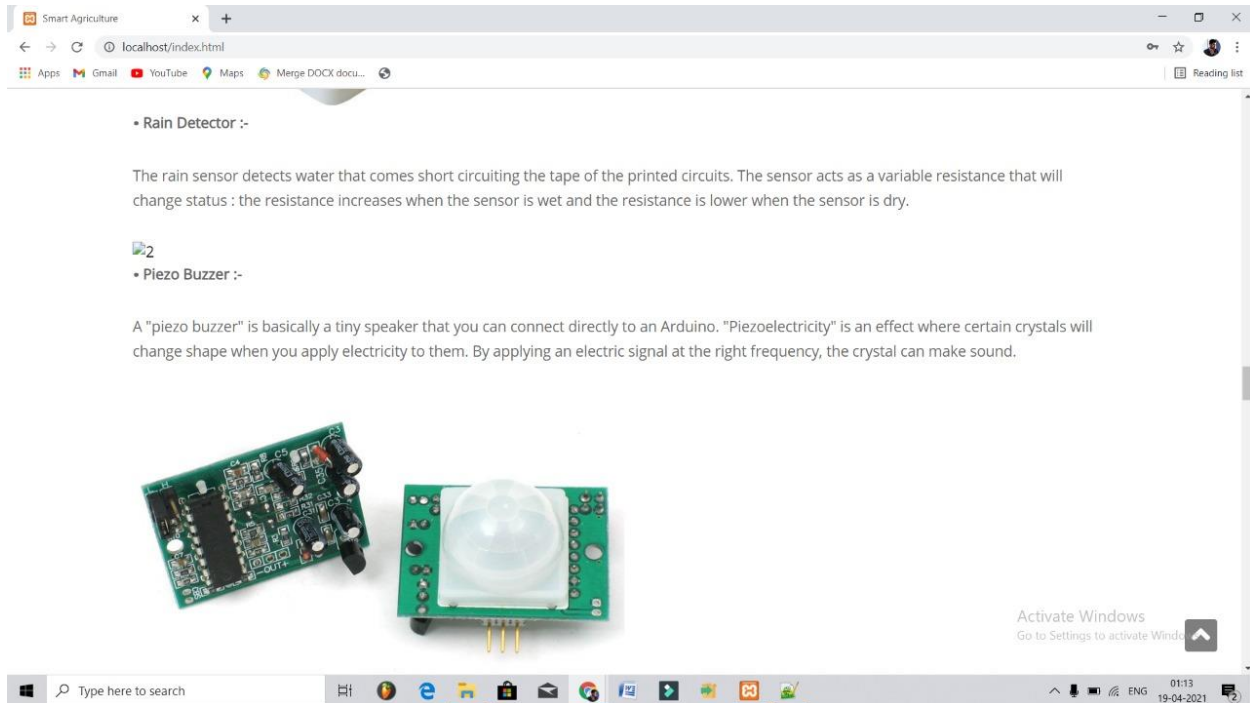 Smart Agriculture
localhost/index.html
Apps
Gmail
YouTube
Maps
Merge DOCX docu...
Reading list
• Rain Detector :-
The rain sensor detects water that comes short circuiting the tape of the printed circuits. The sensor acts as a variable resistance that will
change status : the resistance increases when the sensor is wet and the resistance is lower when the sensor is dry.
2
• Piezo Buzzer :-
A "piezo buzzer" is basically a tiny speaker that you can connect directly to an Arduino. "Piezoelectricity" is an effect where certain crystals will
change shape when you apply electricity to them. By applying an electric signal at the right frequency, the crystal can make sound.
C5
-OUT+
Activate Windows
Go to Settings to activate
Type here to search
ENG
01:13
19-04-2021
2